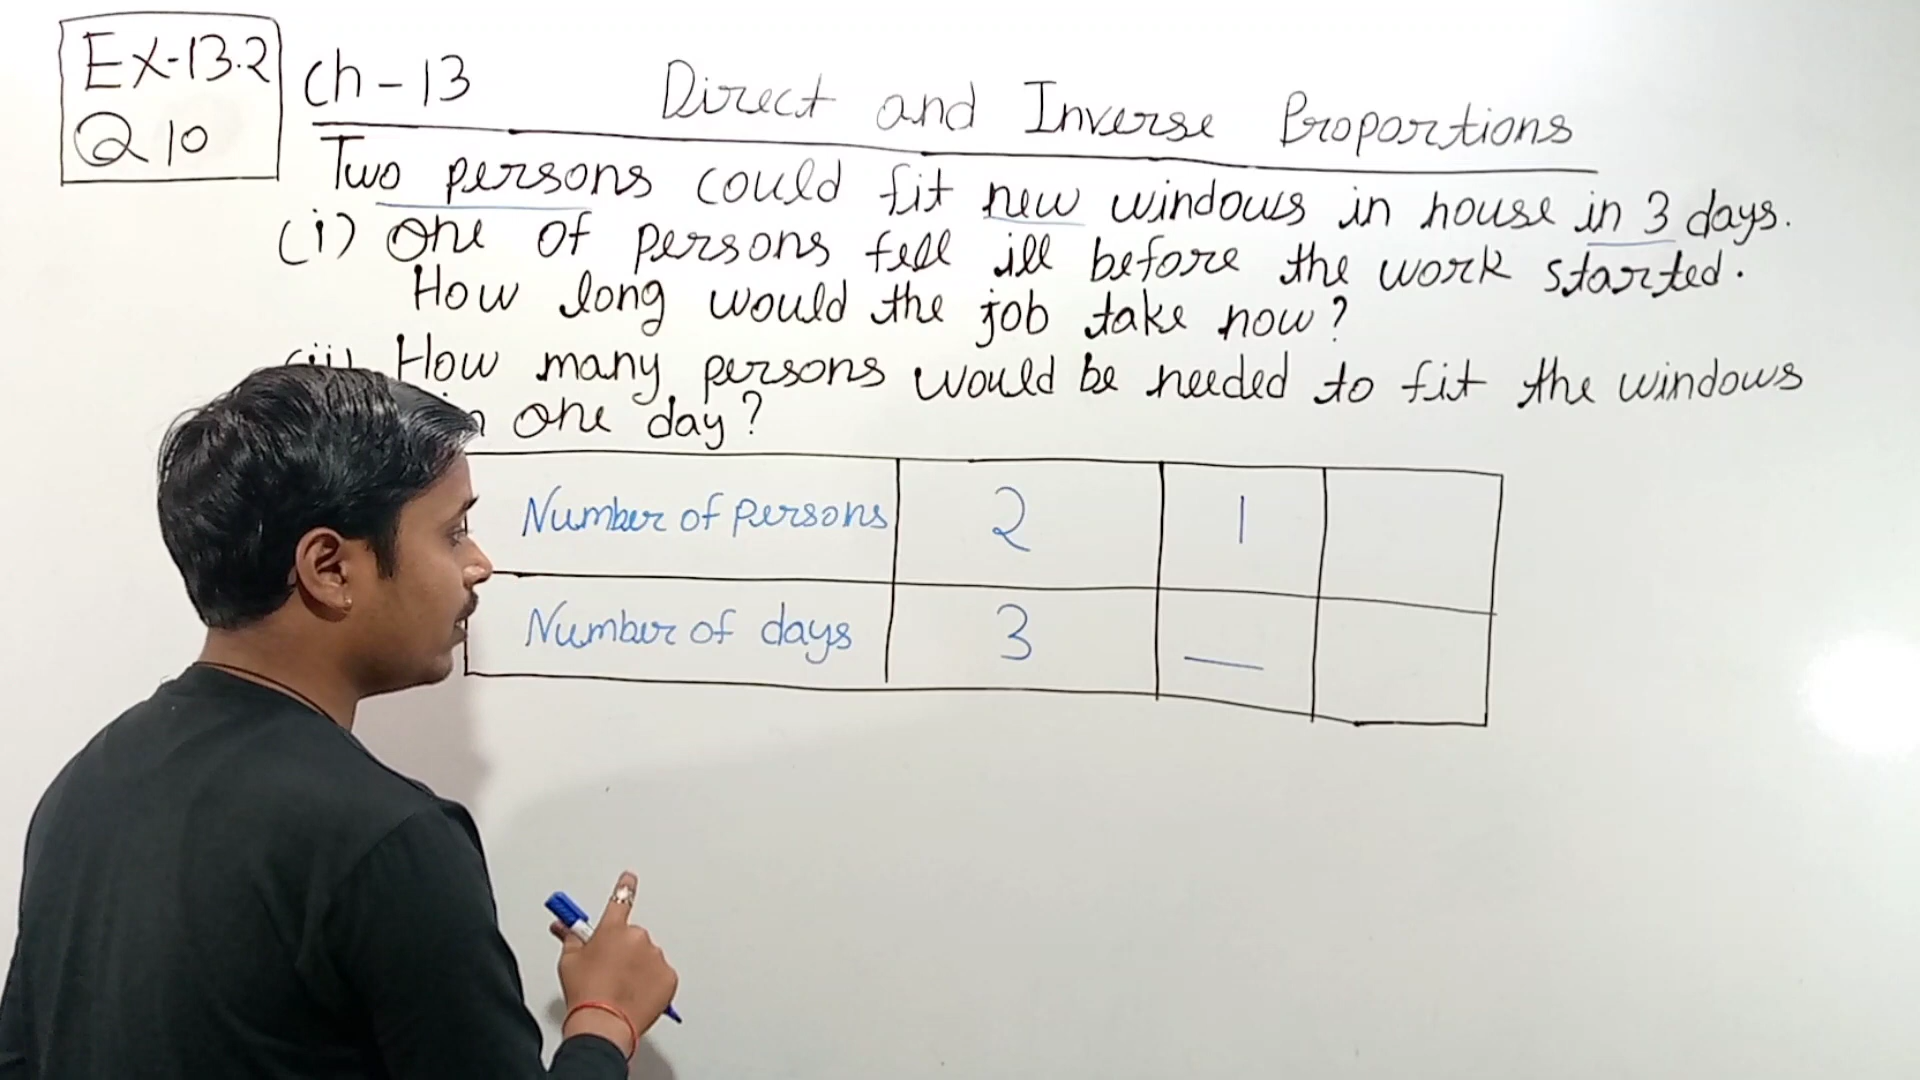 Ex-13.2
Q 10
Ch-13 Direct and Inverse Proportions
Two persons could fit new windows in house in 3 days.
(i) One of persons fell ill before the work started.
How long would the job take now?
(ii) How many persons would be needed to fit the windows
one day?
Number of persons 2 1
Number of days 3 —